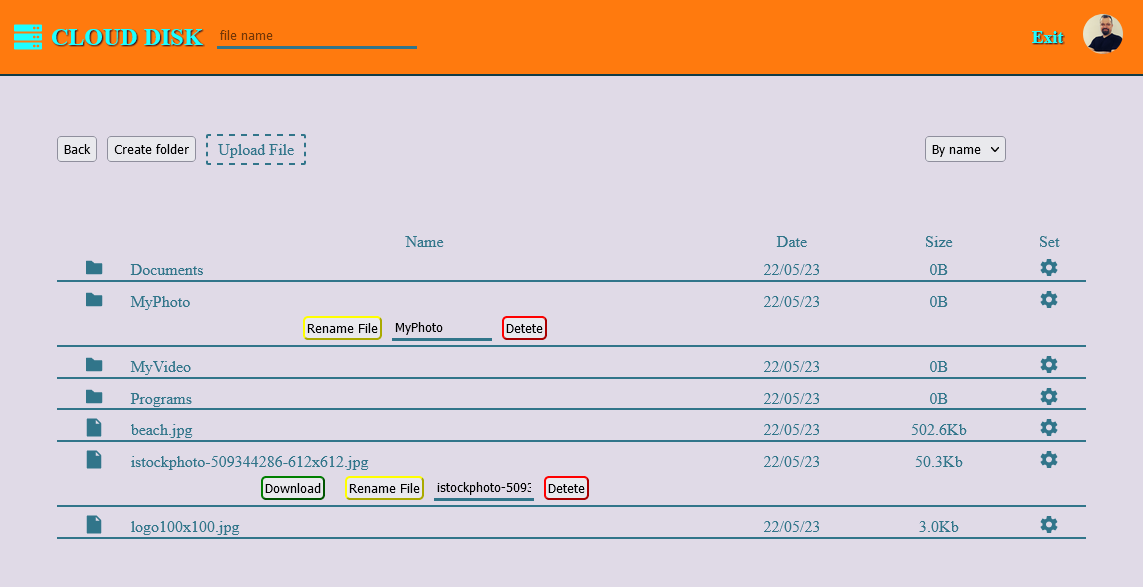 CLOUD DISK file name Exit
Back Create folder Upload File By name
Name Date Size Set
Documents 22/05/23 0B
MyPhoto 22/05/23 0B
Rename File MyPhoto Detete
MyVideo 22/05/23 0B
Programs 22/05/23 0B
beach.jpg 22/05/23 502.6Kb
istockphoto-509344286-612x612.jpg 22/05/23 50.3Kb
Download Rename File istockphoto-5093 Detete
logo100x100.jpg 22/05/23 3.0Kb